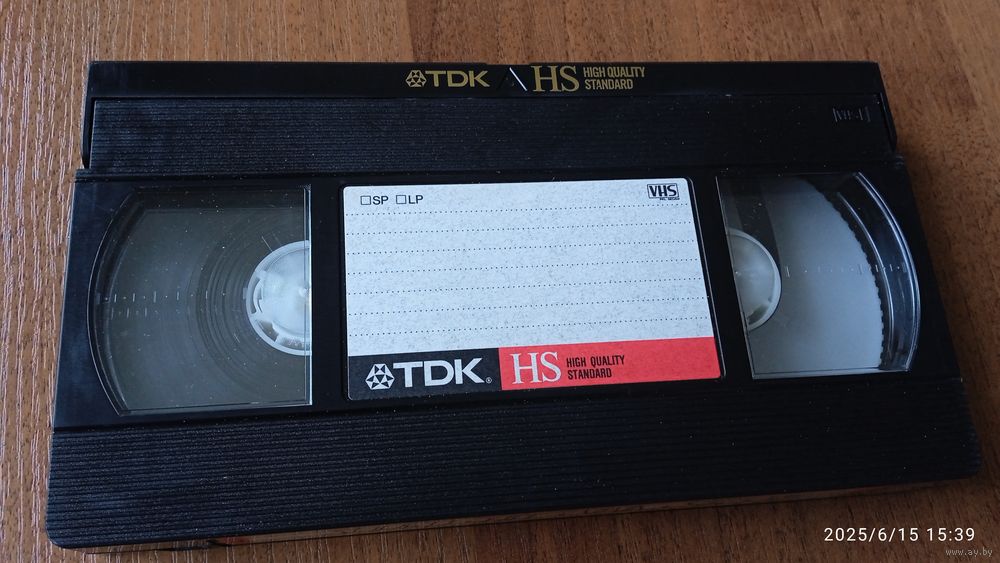 TDK HS HIGH QUALITY
STANDARD
VHS
☐SP ☐LP
VHS
TDK®
HS HIGH QUALITY
STANDARD
2025/6/15 15:39
www.ay.by